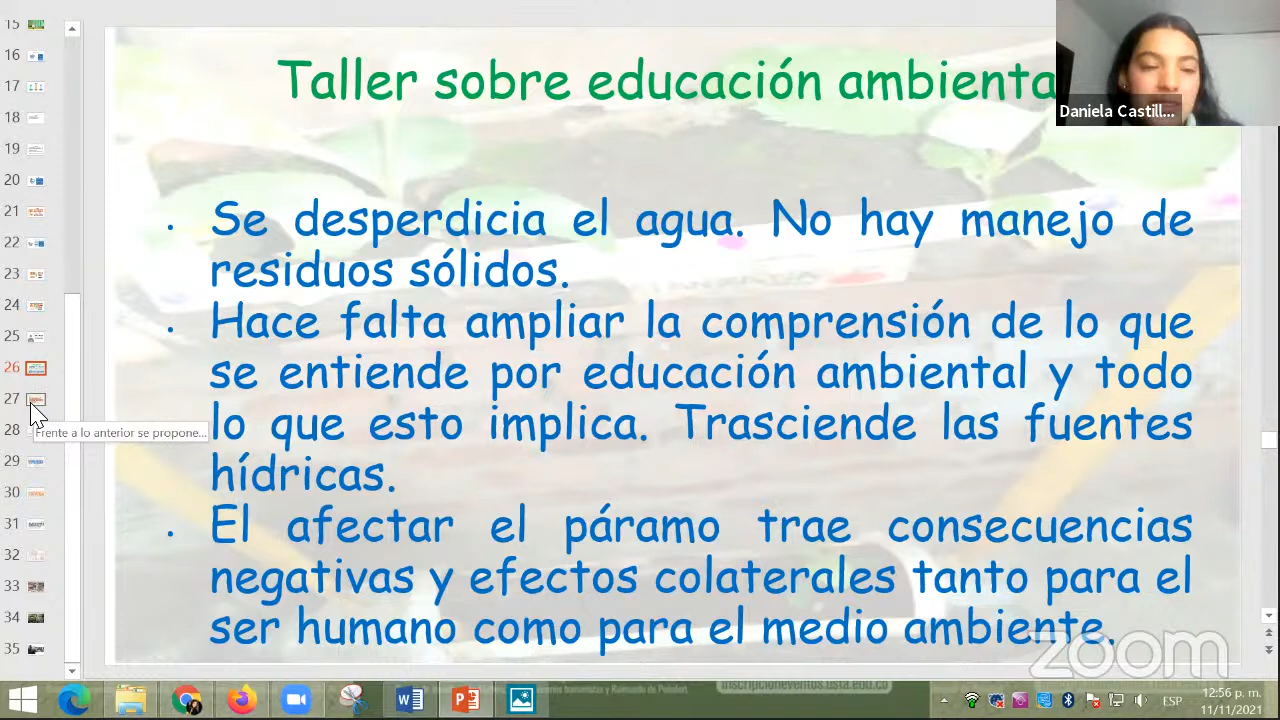 Taller sobre educación ambienta
Daniela Castill...
Se desperdicia el agua. No hay manejo de
residuos sólidos.
Hace falta ampliar la comprensión de lo que
se entiende por educación ambiental y todo
lo que esto implica. Trasciende las fuentes
hídricas.
El afectar el páramo trae consecuencias
negativas y efectos colaterales tanto para el
ser humano como para el medio ambiente.
15
16
17
18
19
20
21
22
23
24
25
26
27
Frente a lo anterior se propone...
28
29
30
31
32
33
34
35
zoom
inscripcioneventos.usta.edu.co
ESP
12:56 p. m.
11/11/2021